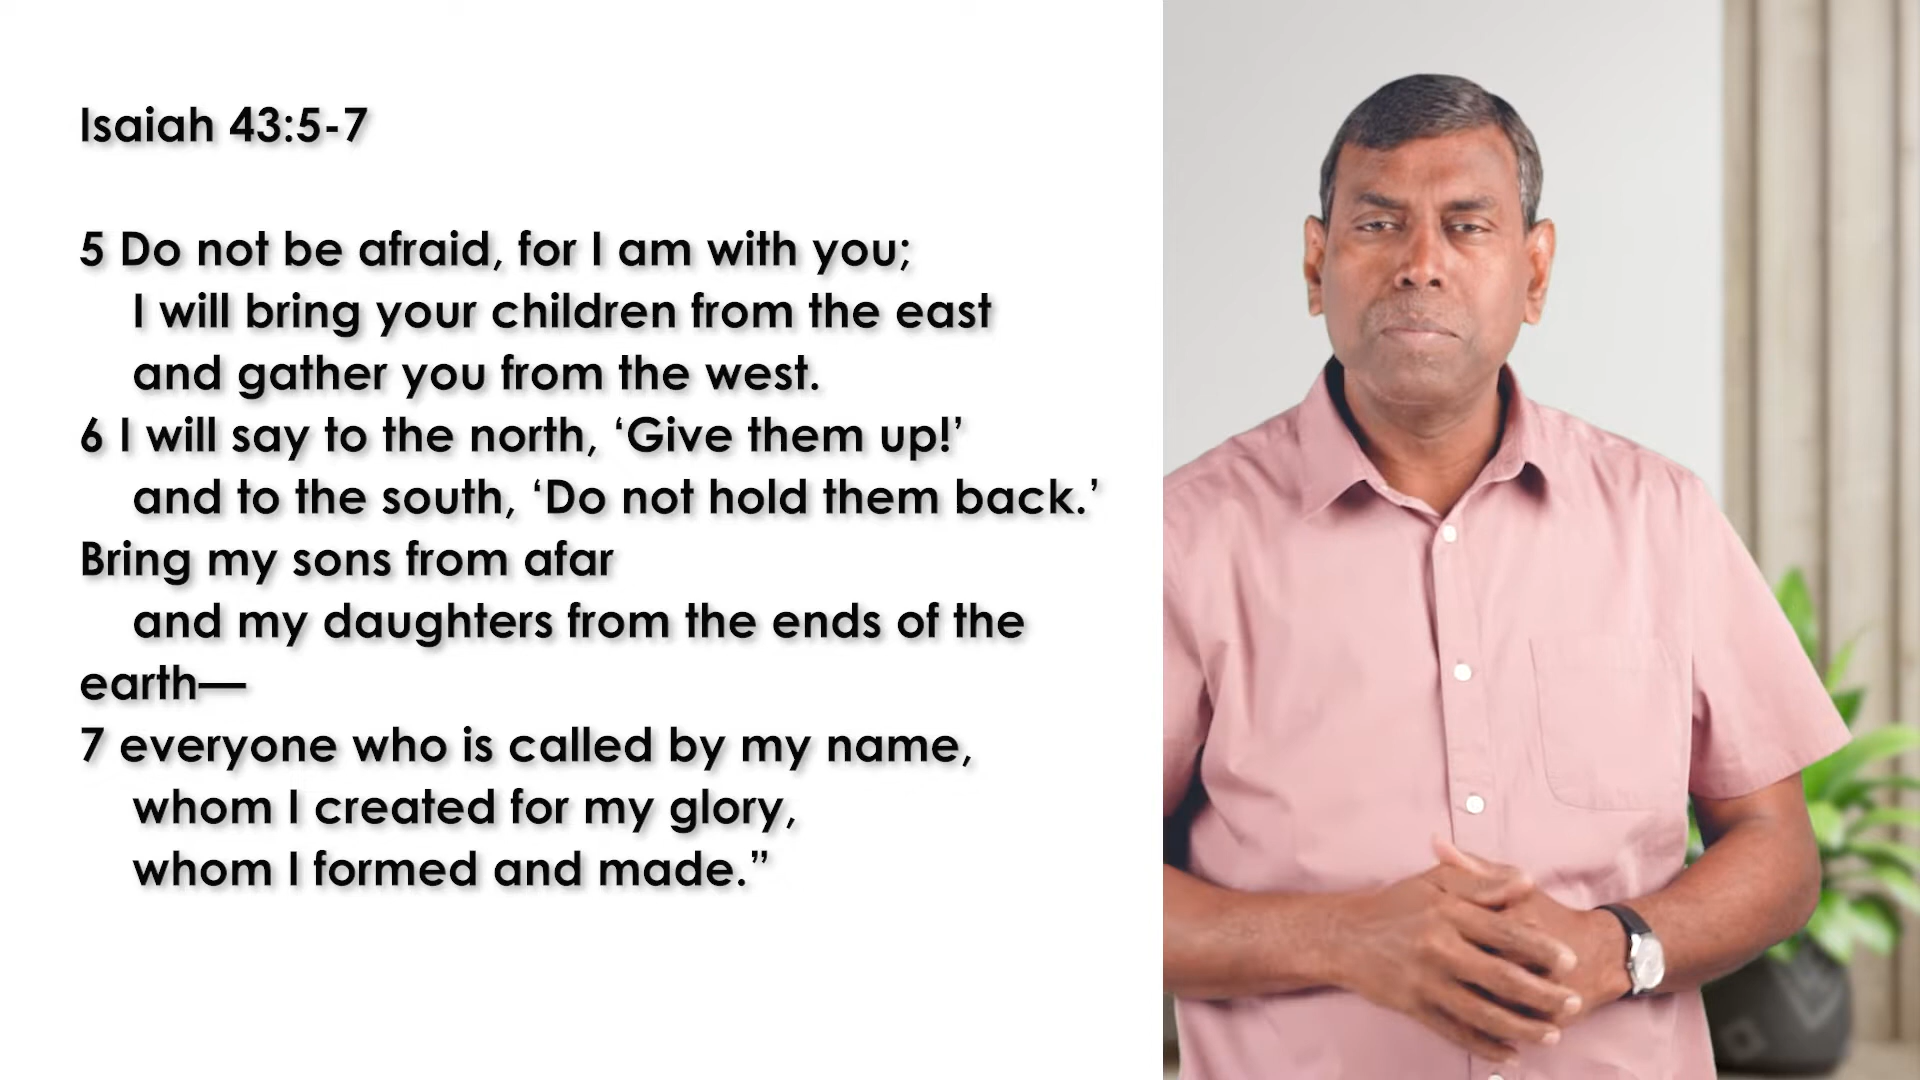 Isaiah 43:5-7
5 Do not be afraid, for I am with you;
I will bring your children from the east
and gather you from the west.
6 I will say to the north, ‘Give them up!’
and to the south, ‘Do not hold them back.’
Bring my sons from afar
and my daughters from the ends of the
earth—
7 everyone who is called by my name,
whom I created for my glory,
whom I formed and made.”